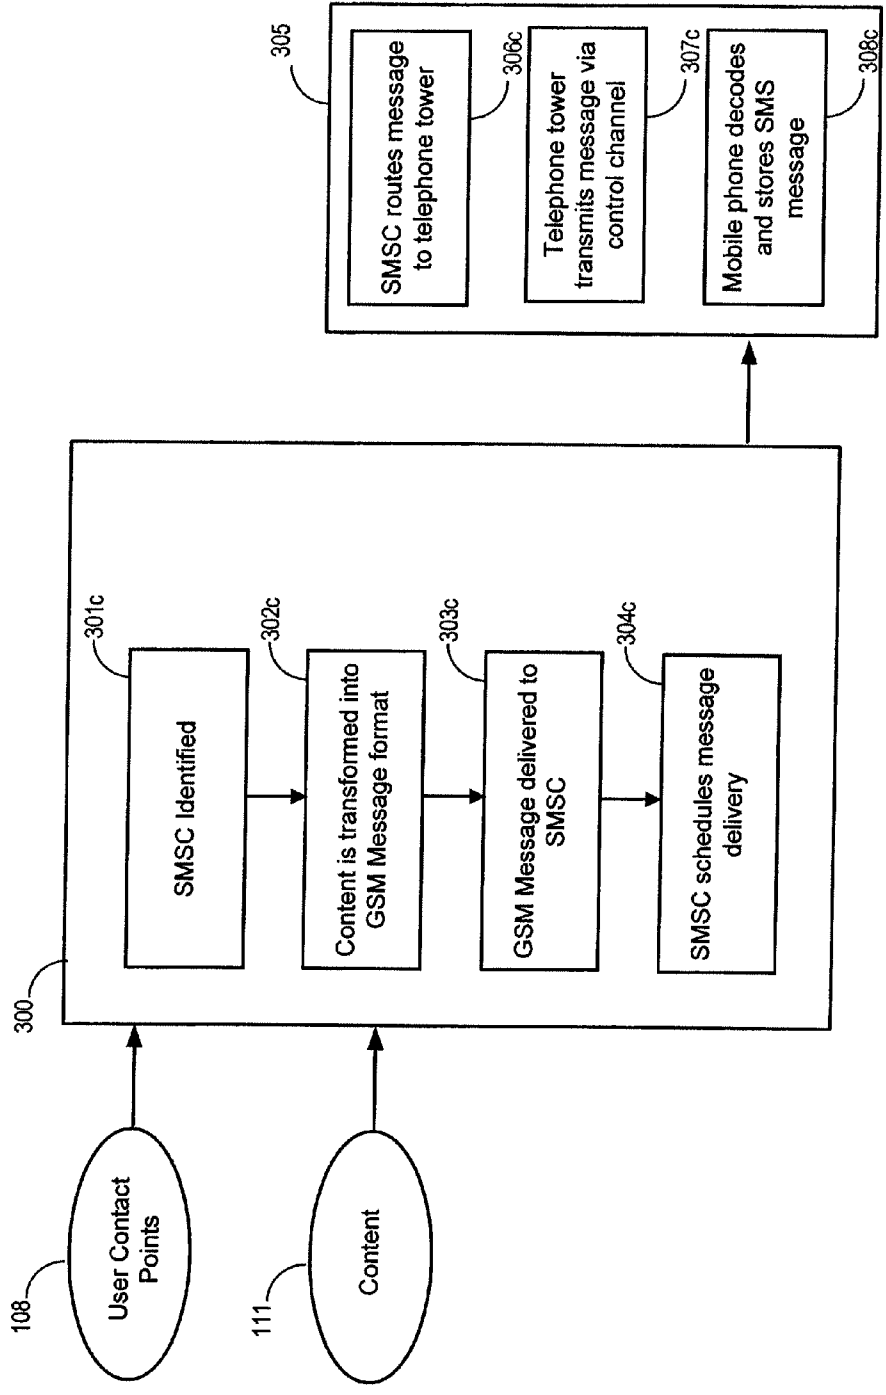 108
User Contact
Points
111
Content
300
301c
SMSC Identified
302c
Content is transformed into
GSM Message format
303c
GSM Message delivered to
SMSC
304c
SMSC schedules message
delivery
305
SMSC routes message
to telephone tower
306c
Telephone tower
transmits message via
control channel
307c
Mobile phone decodes
and stores SMS
message
308c